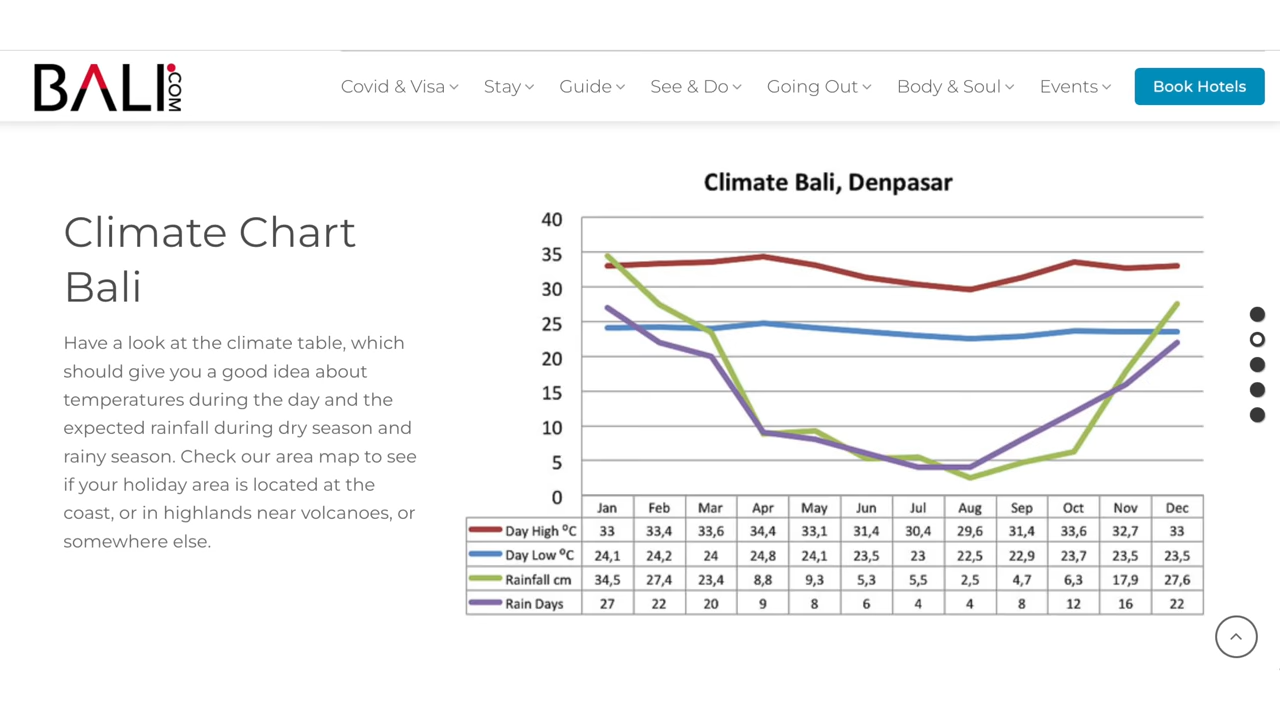 BALI.COM
Covid & Visa Stay Guide See & Do Going Out Body & Soul Events Book Hotels
Climate Chart
Bali
Have a look at the climate table, which
should give you a good idea about
temperatures during the day and the
expected rainfall during dry season and
rainy season. Check our area map to see
if your holiday area is located at the
coast, or in highlands near volcanoes, or
somewhere else.
Climate Bali, Denpasar
40
35
30
25
20
15
10
5
0
Jan Feb Mar Apr May Jun Jul Aug Sep Oct Nov Dec
Day High °C 33 33,4 33,6 34,4 33,1 31,4 30,4 29,6 31,4 33,6 32,7 33
Day Low °C 24,1 24,2 24 24,8 24,1 23,5 23 22,5 22,9 23,7 23,5 23,5
Rainfall cm 34,5 27,4 23,4 8,8 9,3 5,3 5,5 2,5 4,7 6,3 17,9 27,6
Rain Days 27 22 20 9 8 6 4 4 8 12 16 22